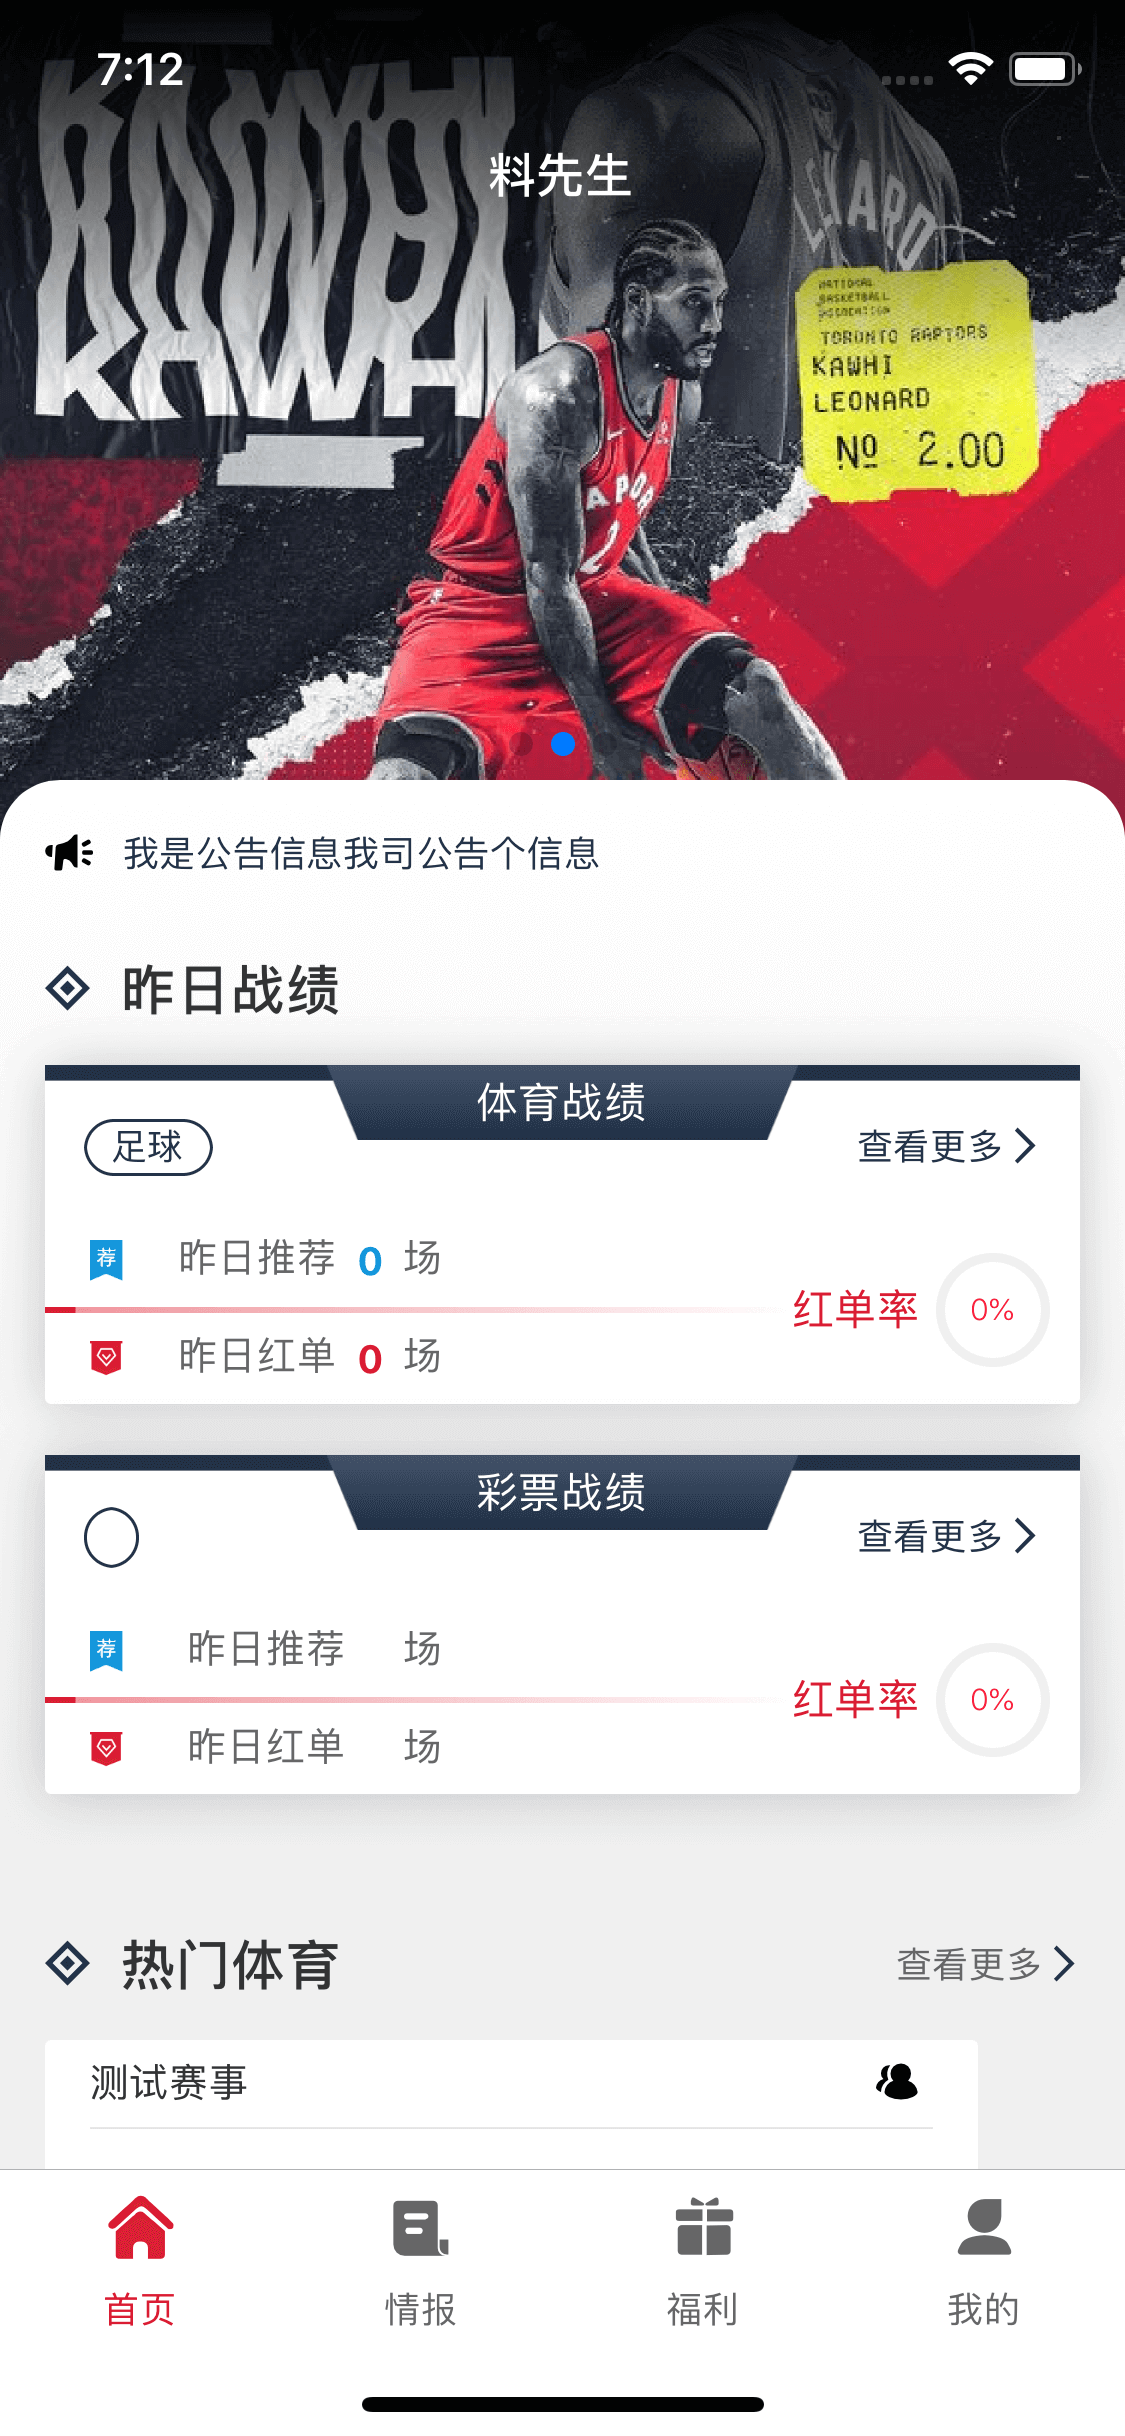 7:12
料先生
KAWHI
KAWHI
LEONARD
NATIONAL
BASKETBALL
ASSOCIATION
TORONTO RAPTORS
KAWHI
LEONARD
№ 2.00
我是公告信息我司公告个信息
昨日战绩
体育战绩
足球
查看更多
荐 昨日推荐 0 场
红单率 0%
昨日红单 0 场
彩票战绩
查看更多
荐 昨日推荐 场
红单率 0%
昨日红单 场
热门体育
查看更多
测试赛事
首页 情报 福利 我的